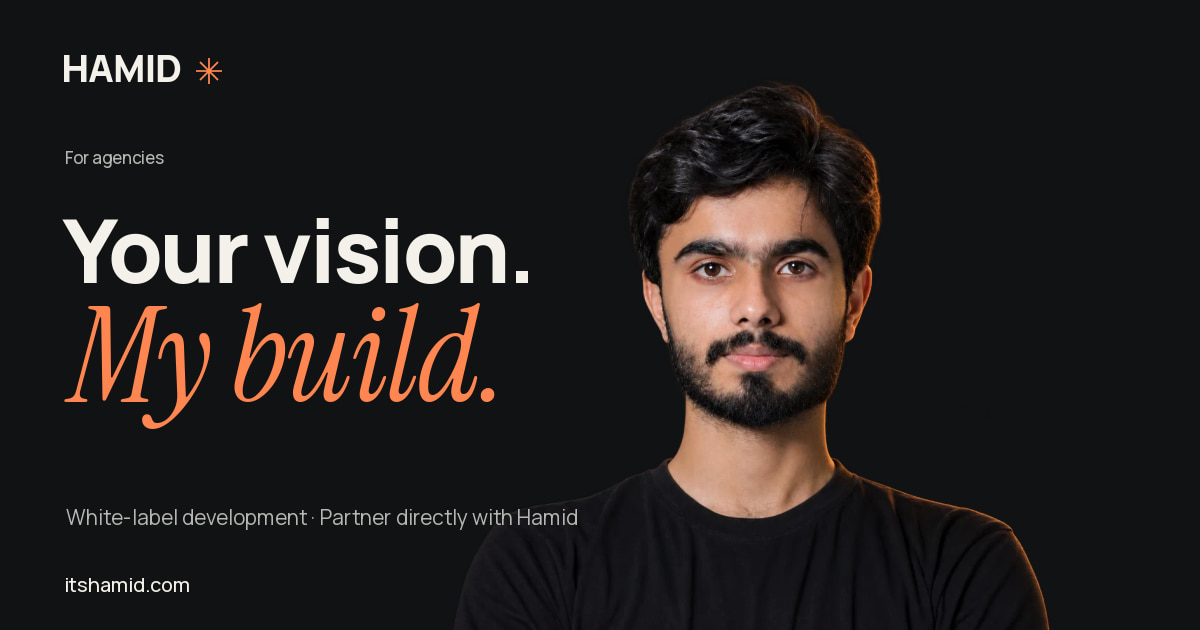 HAMID
For agencies
Your vision.
My build.
White-label development · Partner directly with Hamid
itshamid.com